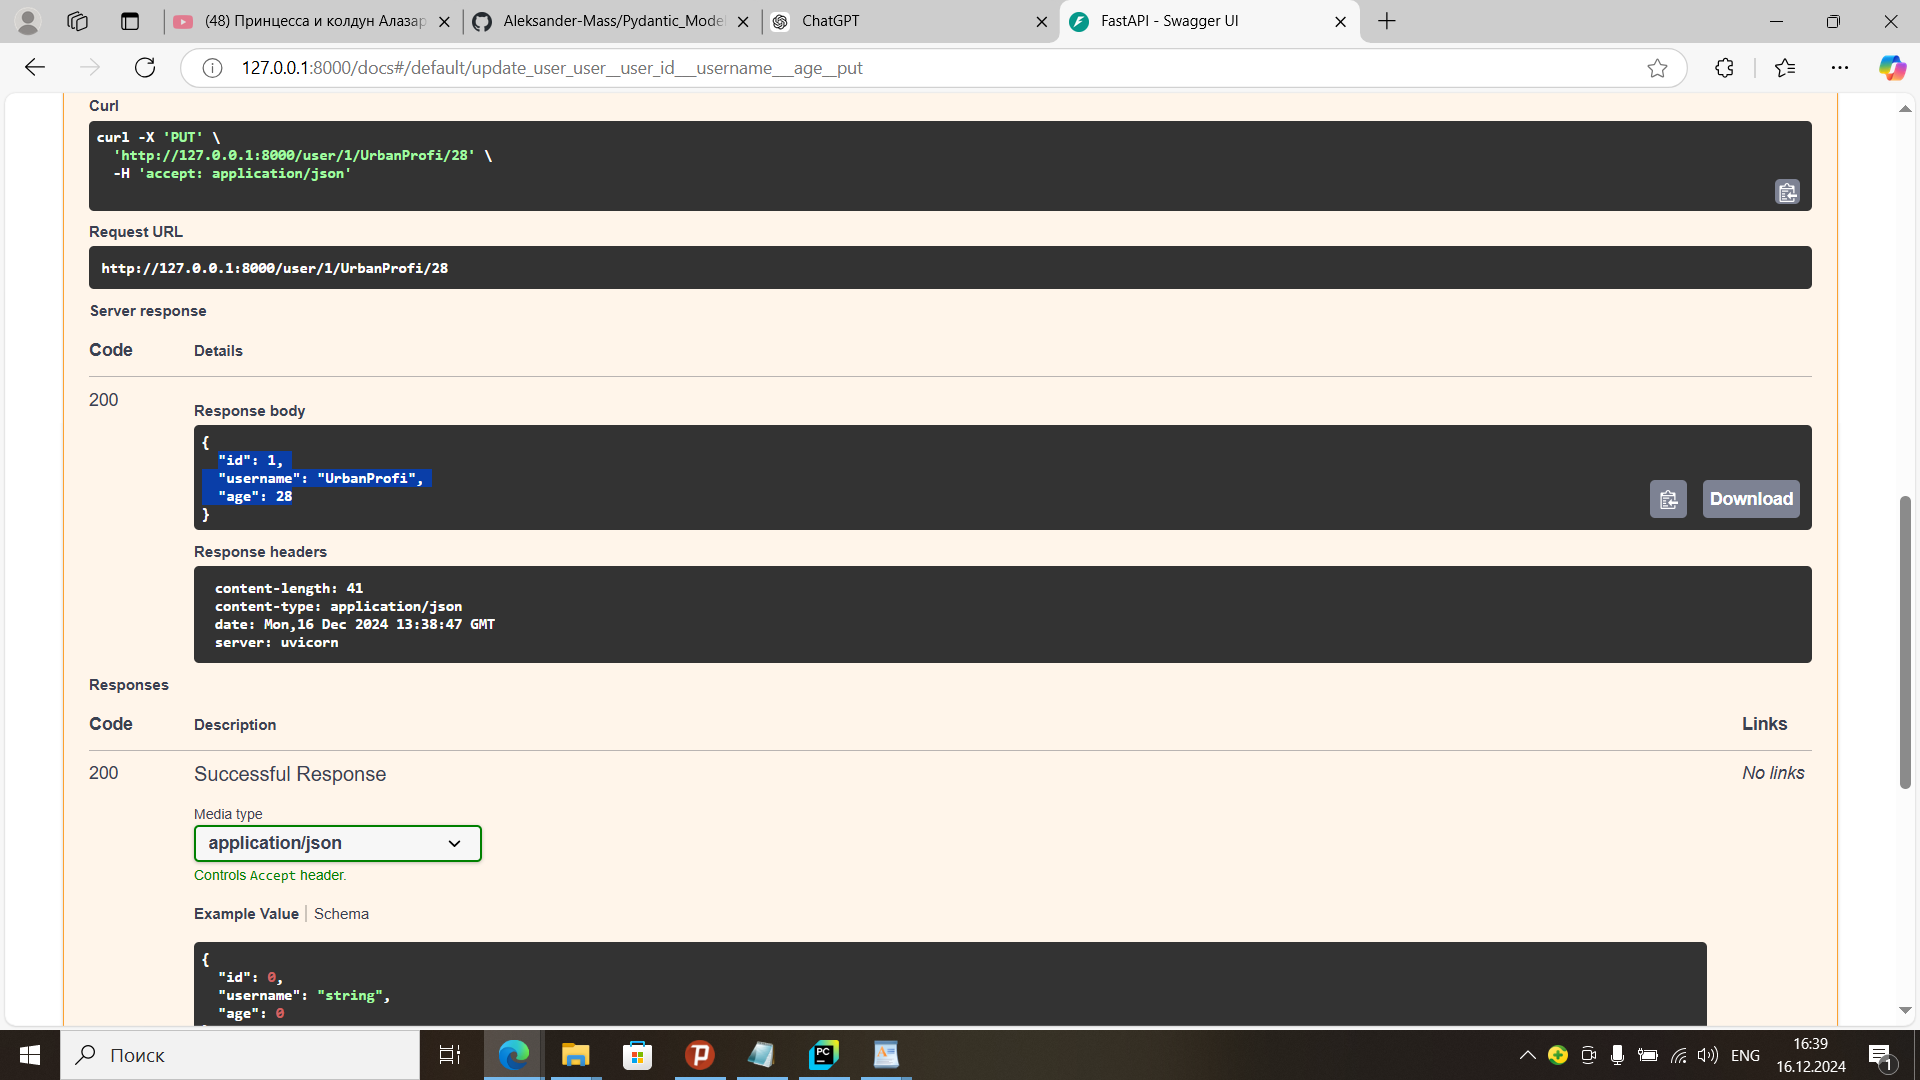 (48) Принцесса и колдун Алазар
Aleksander-Mass/Pydantic_Mode
ChatGPT
FastAPI - Swagger UI
127.0.0.1:8000/docs#/default/update_user_user__user_id___username___age__put
Curl
curl -X 'PUT' \
'http://127.0.0.1:8000/user/1/UrbanProfi/28' \
-H 'accept: application/json'
Request URL
http://127.0.0.1:8000/user/1/UrbanProfi/28
Server response
Code Details
200
Response body
{
"id": 1,
"username": "UrbanProfi",
"age": 28
}
Download
Response headers
content-length: 41
content-type: application/json
date: Mon,16 Dec 2024 13:38:47 GMT
server: uvicorn
Responses
Code Description Links
200 Successful Response No links
Media type
application/json
Controls Accept header.
Example Value Schema
{
"id": 0,
"username": "string",
"age": 0
Поиск
PC
ENG
16:39
16.12.2024
1